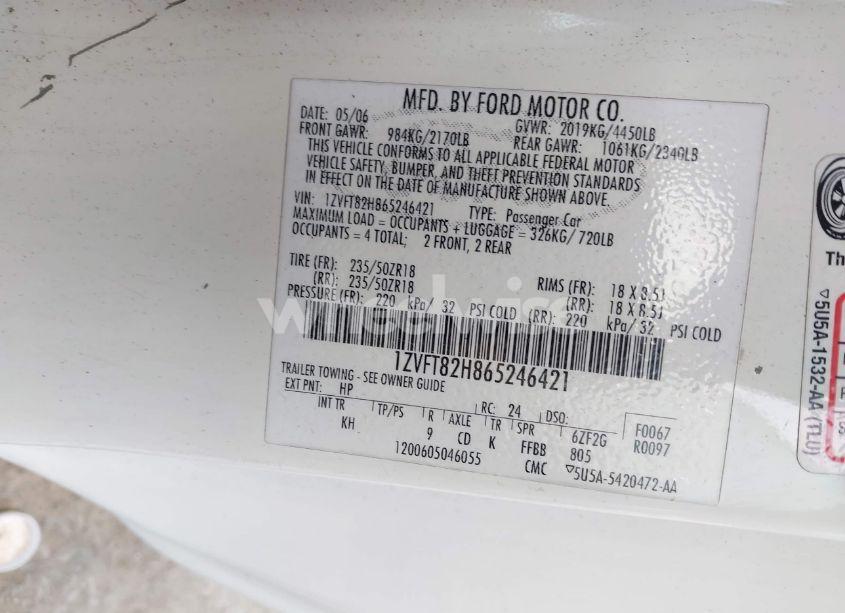 MFD. BY FORD MOTOR CO.
DATE: 05/06 GVWR: 2019KG/4450LB
FRONT GAWR: 984KG/2170LB REAR GAWR: 1061KG/2340LB
THIS VEHICLE CONFORMS TO ALL APPLICABLE FEDERAL MOTOR
VEHICLE SAFETY, BUMPER, AND THEFT PREVENTION STANDARDS
IN EFFECT ON THE DATE OF MANUFACTURE SHOWN ABOVE.
VIN: 1ZVFT82H865246421 TYPE: Passenger Car
MAXIMUM LOAD = OCCUPANTS + LUGGAGE = 326KG/ 720LB
OCCUPANTS = 4 TOTAL; 2 FRONT, 2 REAR
TIRE (FR): 235/50ZR18 RIMS (FR): 18 X 8.5J
(RR): 235/50ZR18 (RR): 18 X 8.5J
PRESSURE (FR): 220 kPa/ 32 PSI COLD (RR): 220 kPa/ 32 PSI COLD
wheelwise
1ZVFT82H865246421
TRAILER TOWING - SEE OWNER GUIDE
EXT PNT: HP RC: 24 DSO: F0067
INT TR TP/PS R AXLE TR SPR 6ZF2G R0097
KH 9 CD K FFBB 805
1200605046055 CMC ▽5U5A-5420472-AA
Th
▽5U5A-1532-AA (TLU)